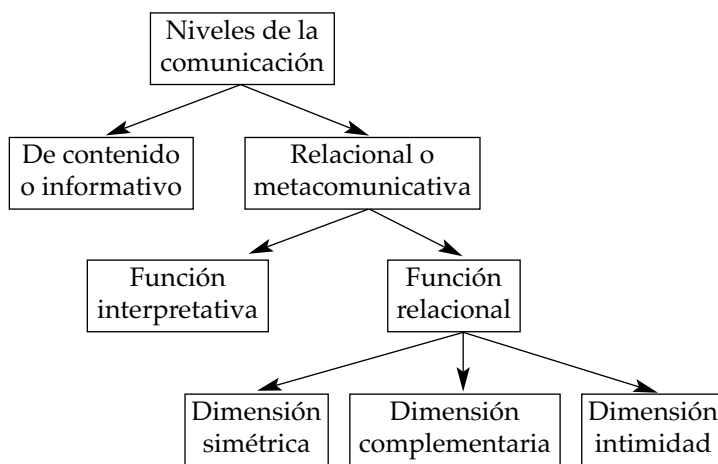 Niveles de la
comunicación
De contenido
o informativo
Relacional o
metacomunicativa
Función
interpretativa
Función
relacional
Dimensión
simétrica
Dimensión
complementaria
Dimensión
intimidad